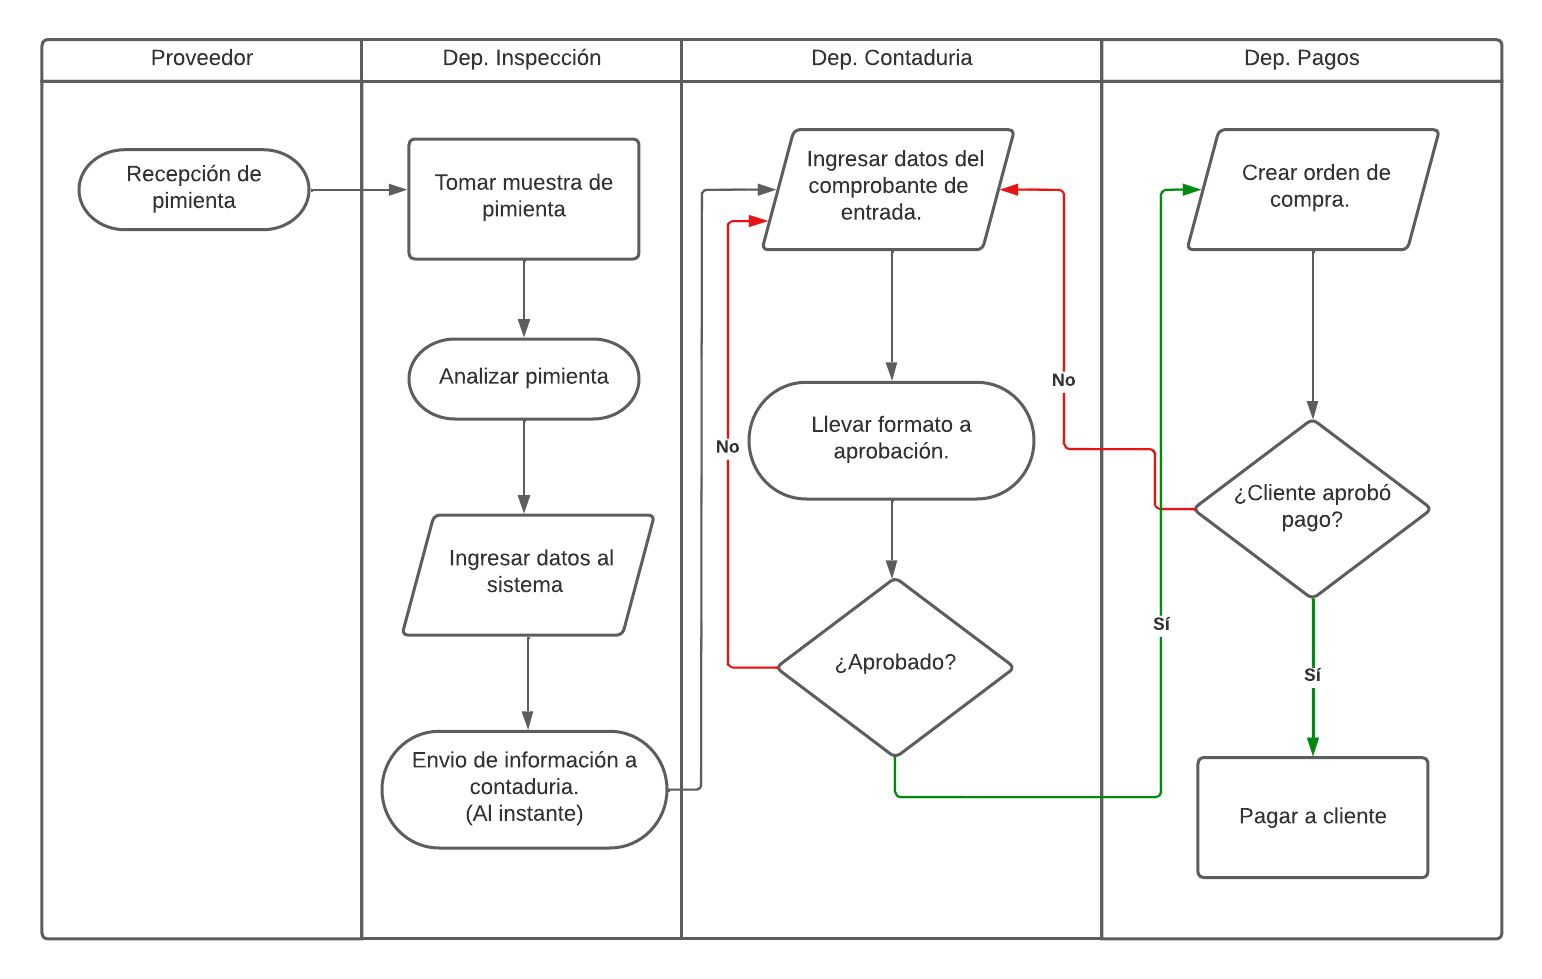 Proveedor
Dep. Inspección
Dep. Contaduria
Dep. Pagos
Recepción de
pimienta
Tomar muestra de
pimienta
Analizar pimienta
Ingresar datos al
sistema
Envio de información a
contaduria.
(Al instante)
Ingresar datos del
comprobante de
entrada.
Llevar formato a
aprobación.
No
¿Aprobado?
No
Sí
Crear orden de
compra.
¿Cliente aprobó
pago?
Sí
Pagar a cliente